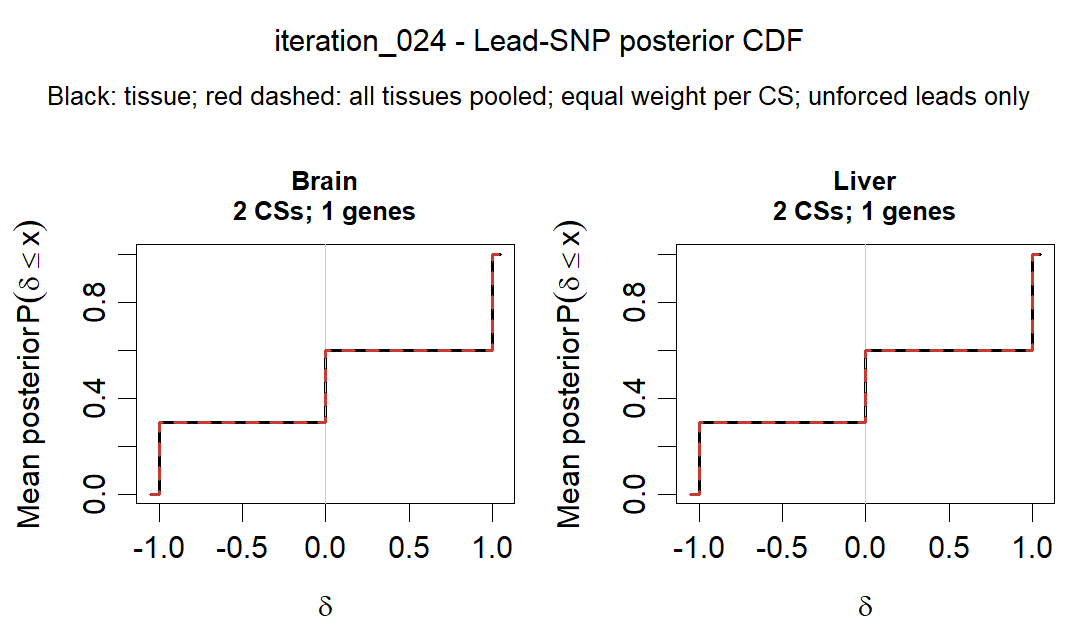 iteration_024 - Lead-SNP posterior CDF
Black: tissue; red dashed: all tissues pooled; equal weight per CS; unforced leads only
Brain
2 CSs; 1 genes
Mean posterior P(δ ≤ x)
0.8
0.4
0.0
-1.0 -0.5 0.0 0.5 1.0
δ
Liver
2 CSs; 1 genes
Mean posterior P(δ ≤ x)
0.8
0.4
0.0
-1.0 -0.5 0.0 0.5 1.0
δ